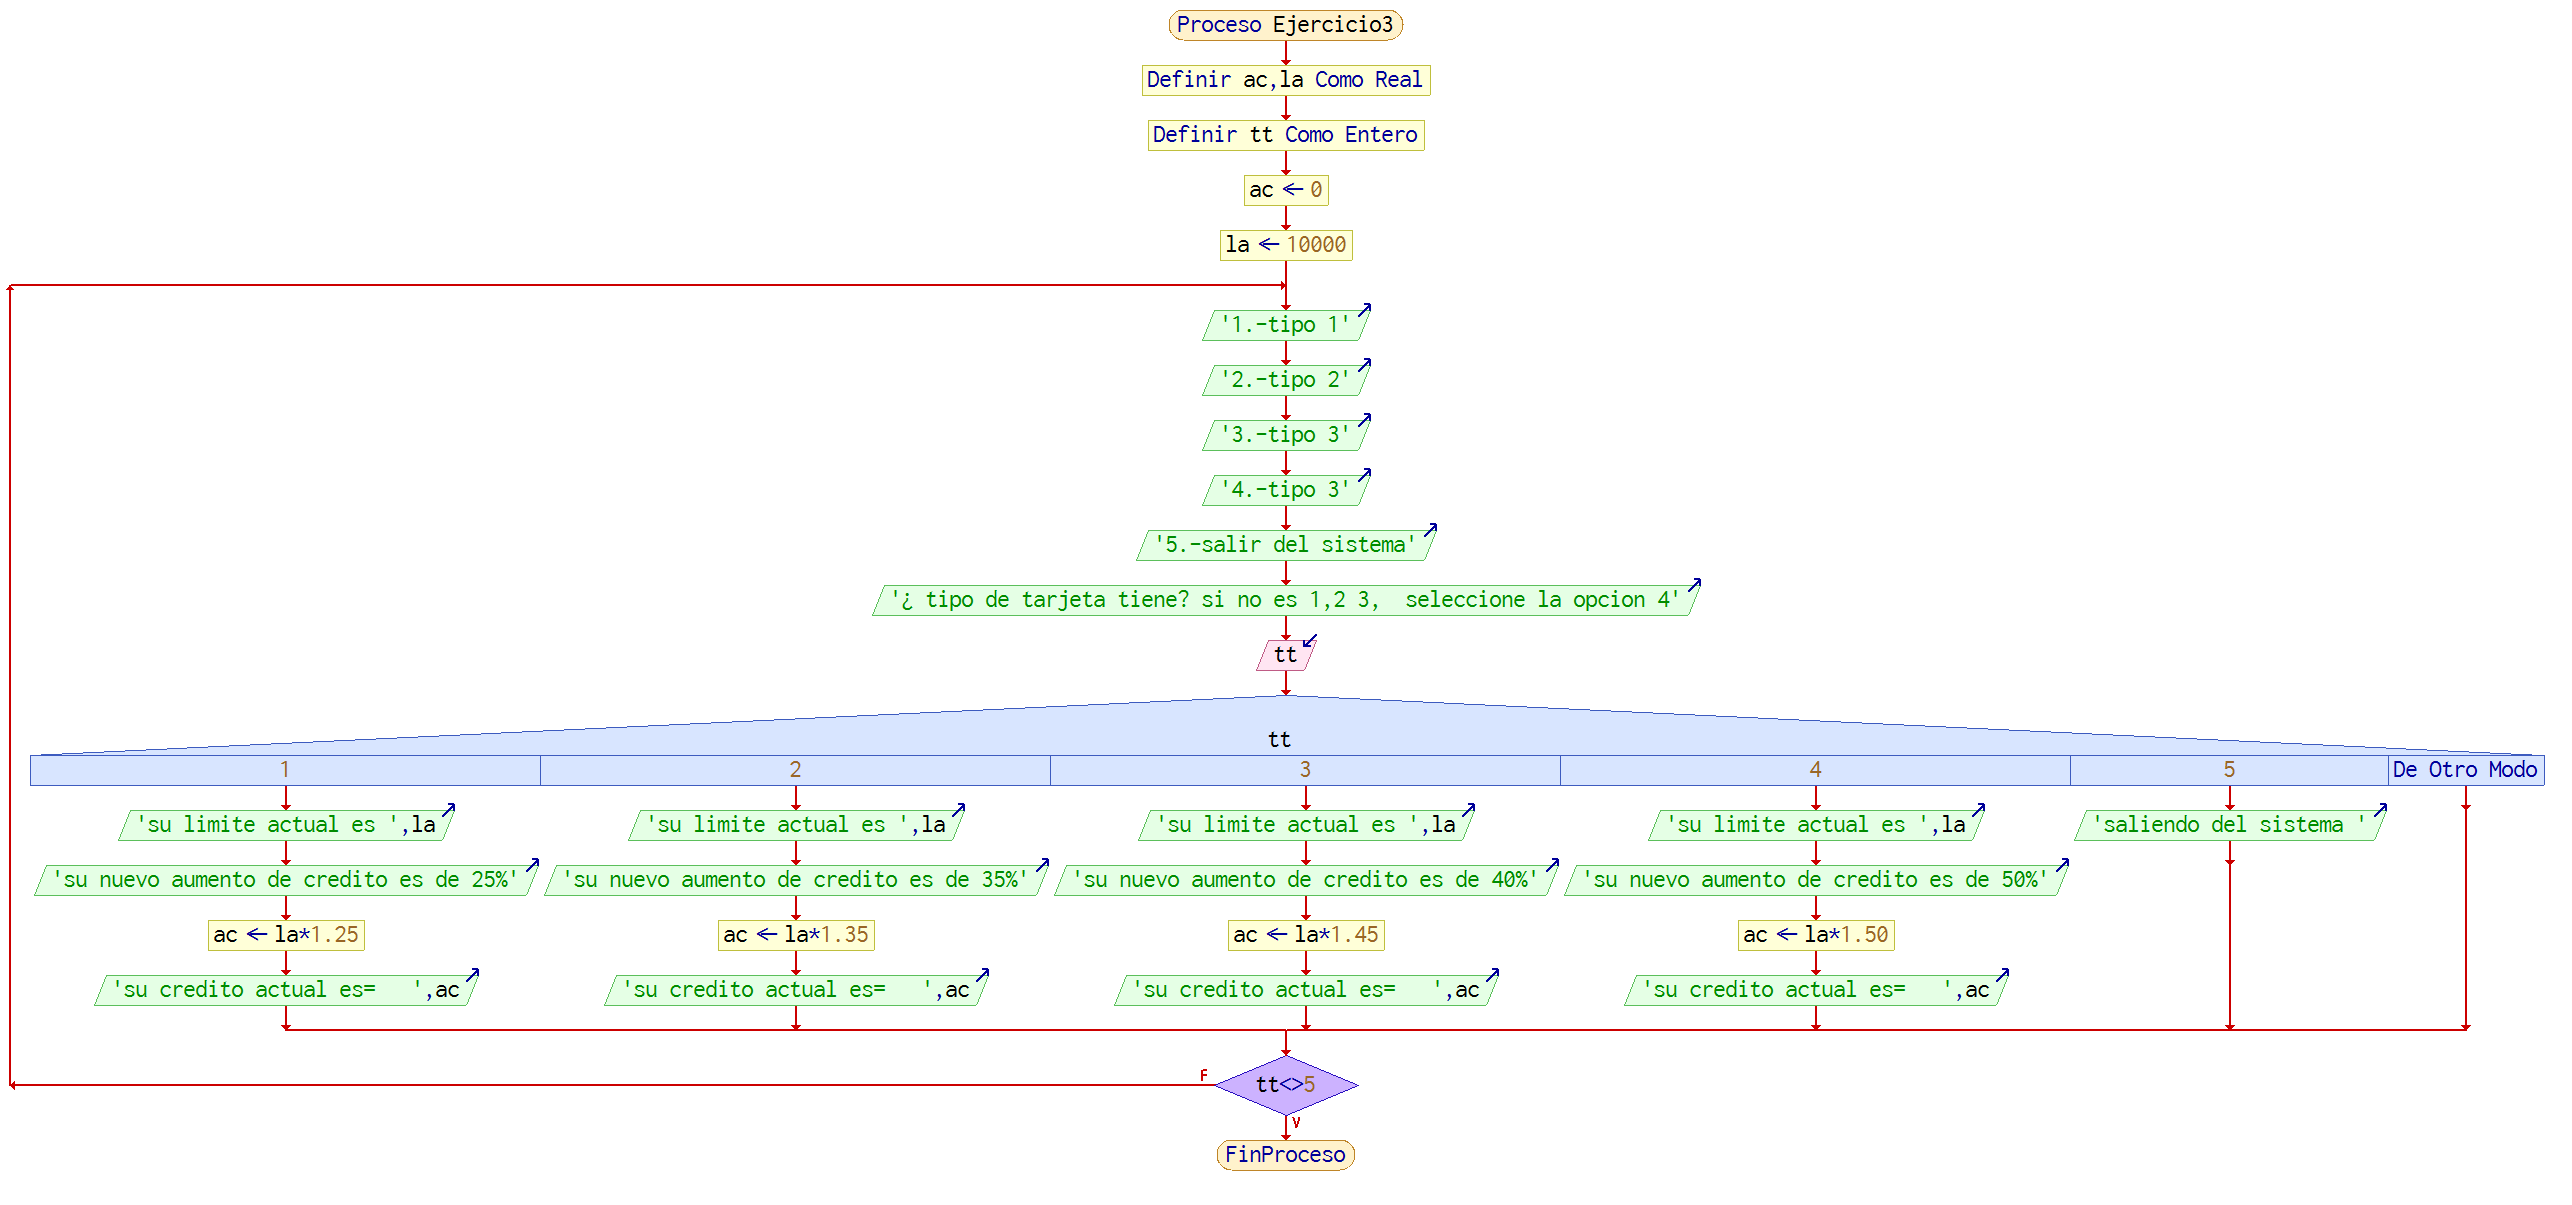 Proceso Ejercicio3
Definir ac,la Como Real
Definir tt Como Entero
ac ← 0
la ← 10000
'1.-tipo 1'
'2.-tipo 2'
'3.-tipo 3'
'4.-tipo 3'
'5.-salir del sistema'
'¿ tipo de tarjeta tiene? si no es 1,2 3,  seleccione la opcion 4'
tt
tt
1 2 3 4 5 De Otro Modo
'su limite actual es ',la 'su limite actual es ',la 'su limite actual es ',la 'su limite actual es ',la 'saliendo del sistema '
'su nuevo aumento de credito es de 25%' 'su nuevo aumento de credito es de 35%' 'su nuevo aumento de credito es de 40%' 'su nuevo aumento de credito es de 50%'
ac ← la*1.25 ac ← la*1.35 ac ← la*1.45 ac ← la*1.50
'su credito actual es=   ',ac 'su credito actual es=   ',ac 'su credito actual es=   ',ac 'su credito actual es=   ',ac
F tt<>5
V
FinProceso